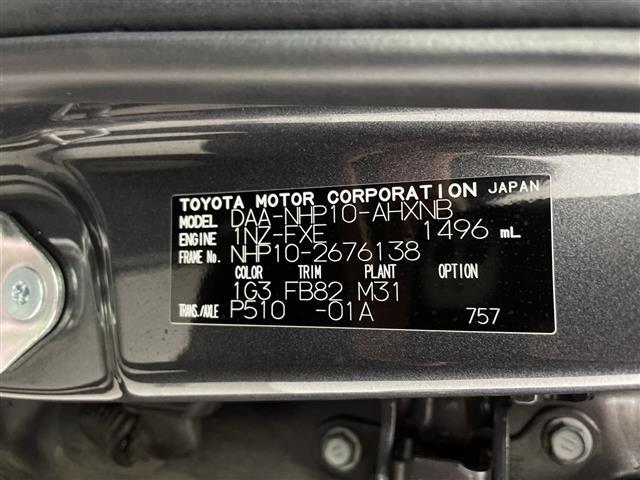 TOYOTA MOTOR CORPORATION JAPAN
MODEL DAA-NHP10-AHXNB
ENGINE 1NZ-FXE 1496 mL
FRAME No. NHP10-2676138
COLOR TRIM PLANT OPTION
1G3 FB82 M31
TRANS./AXLE P510 -01A 757